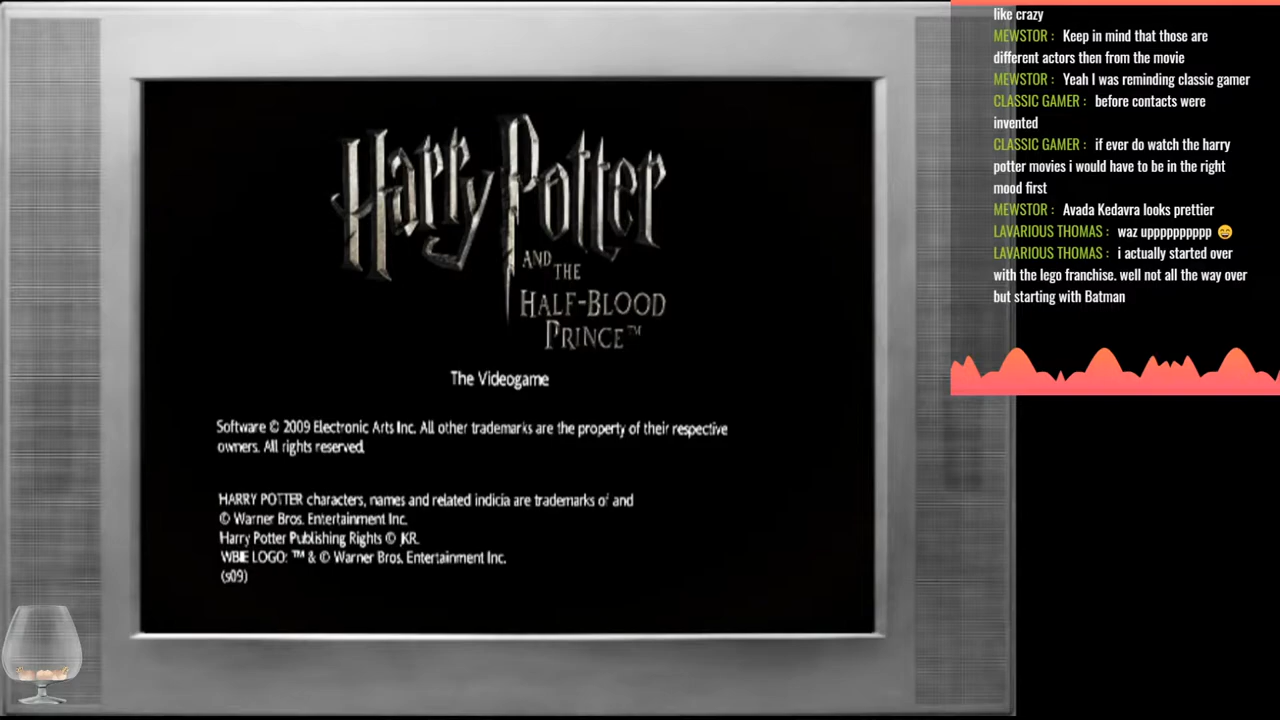 Harry Potter
AND THE
HALF-BLOOD
PRINCE™
The Videogame
Software © 2009 Electronic Arts Inc. All other trademarks are the property of their respective
owners. All rights reserved.
HARRY POTTER characters, names and related indicia are trademarks of and
© Warner Bros. Entertainment Inc.
Harry Potter Publishing Rights © JKR.
WBIE LOGO: ™ & © Warner Bros. Entertainment Inc.
(s09)
like crazy
MEWSTOR : Keep in mind that those are
different actors then from the movie
MEWSTOR : Yeah I was reminding classic gamer
CLASSIC GAMER : before contacts were
invented
CLASSIC GAMER : if ever do watch the harry
potter movies i would have to be in the right
mood first
MEWSTOR : Avada Kedavra looks prettier
LAVARIOUS THOMAS : waz upppppppppp 😄
LAVARIOUS THOMAS : i actually started over
with the lego franchise. well not all the way over
but starting with Batman